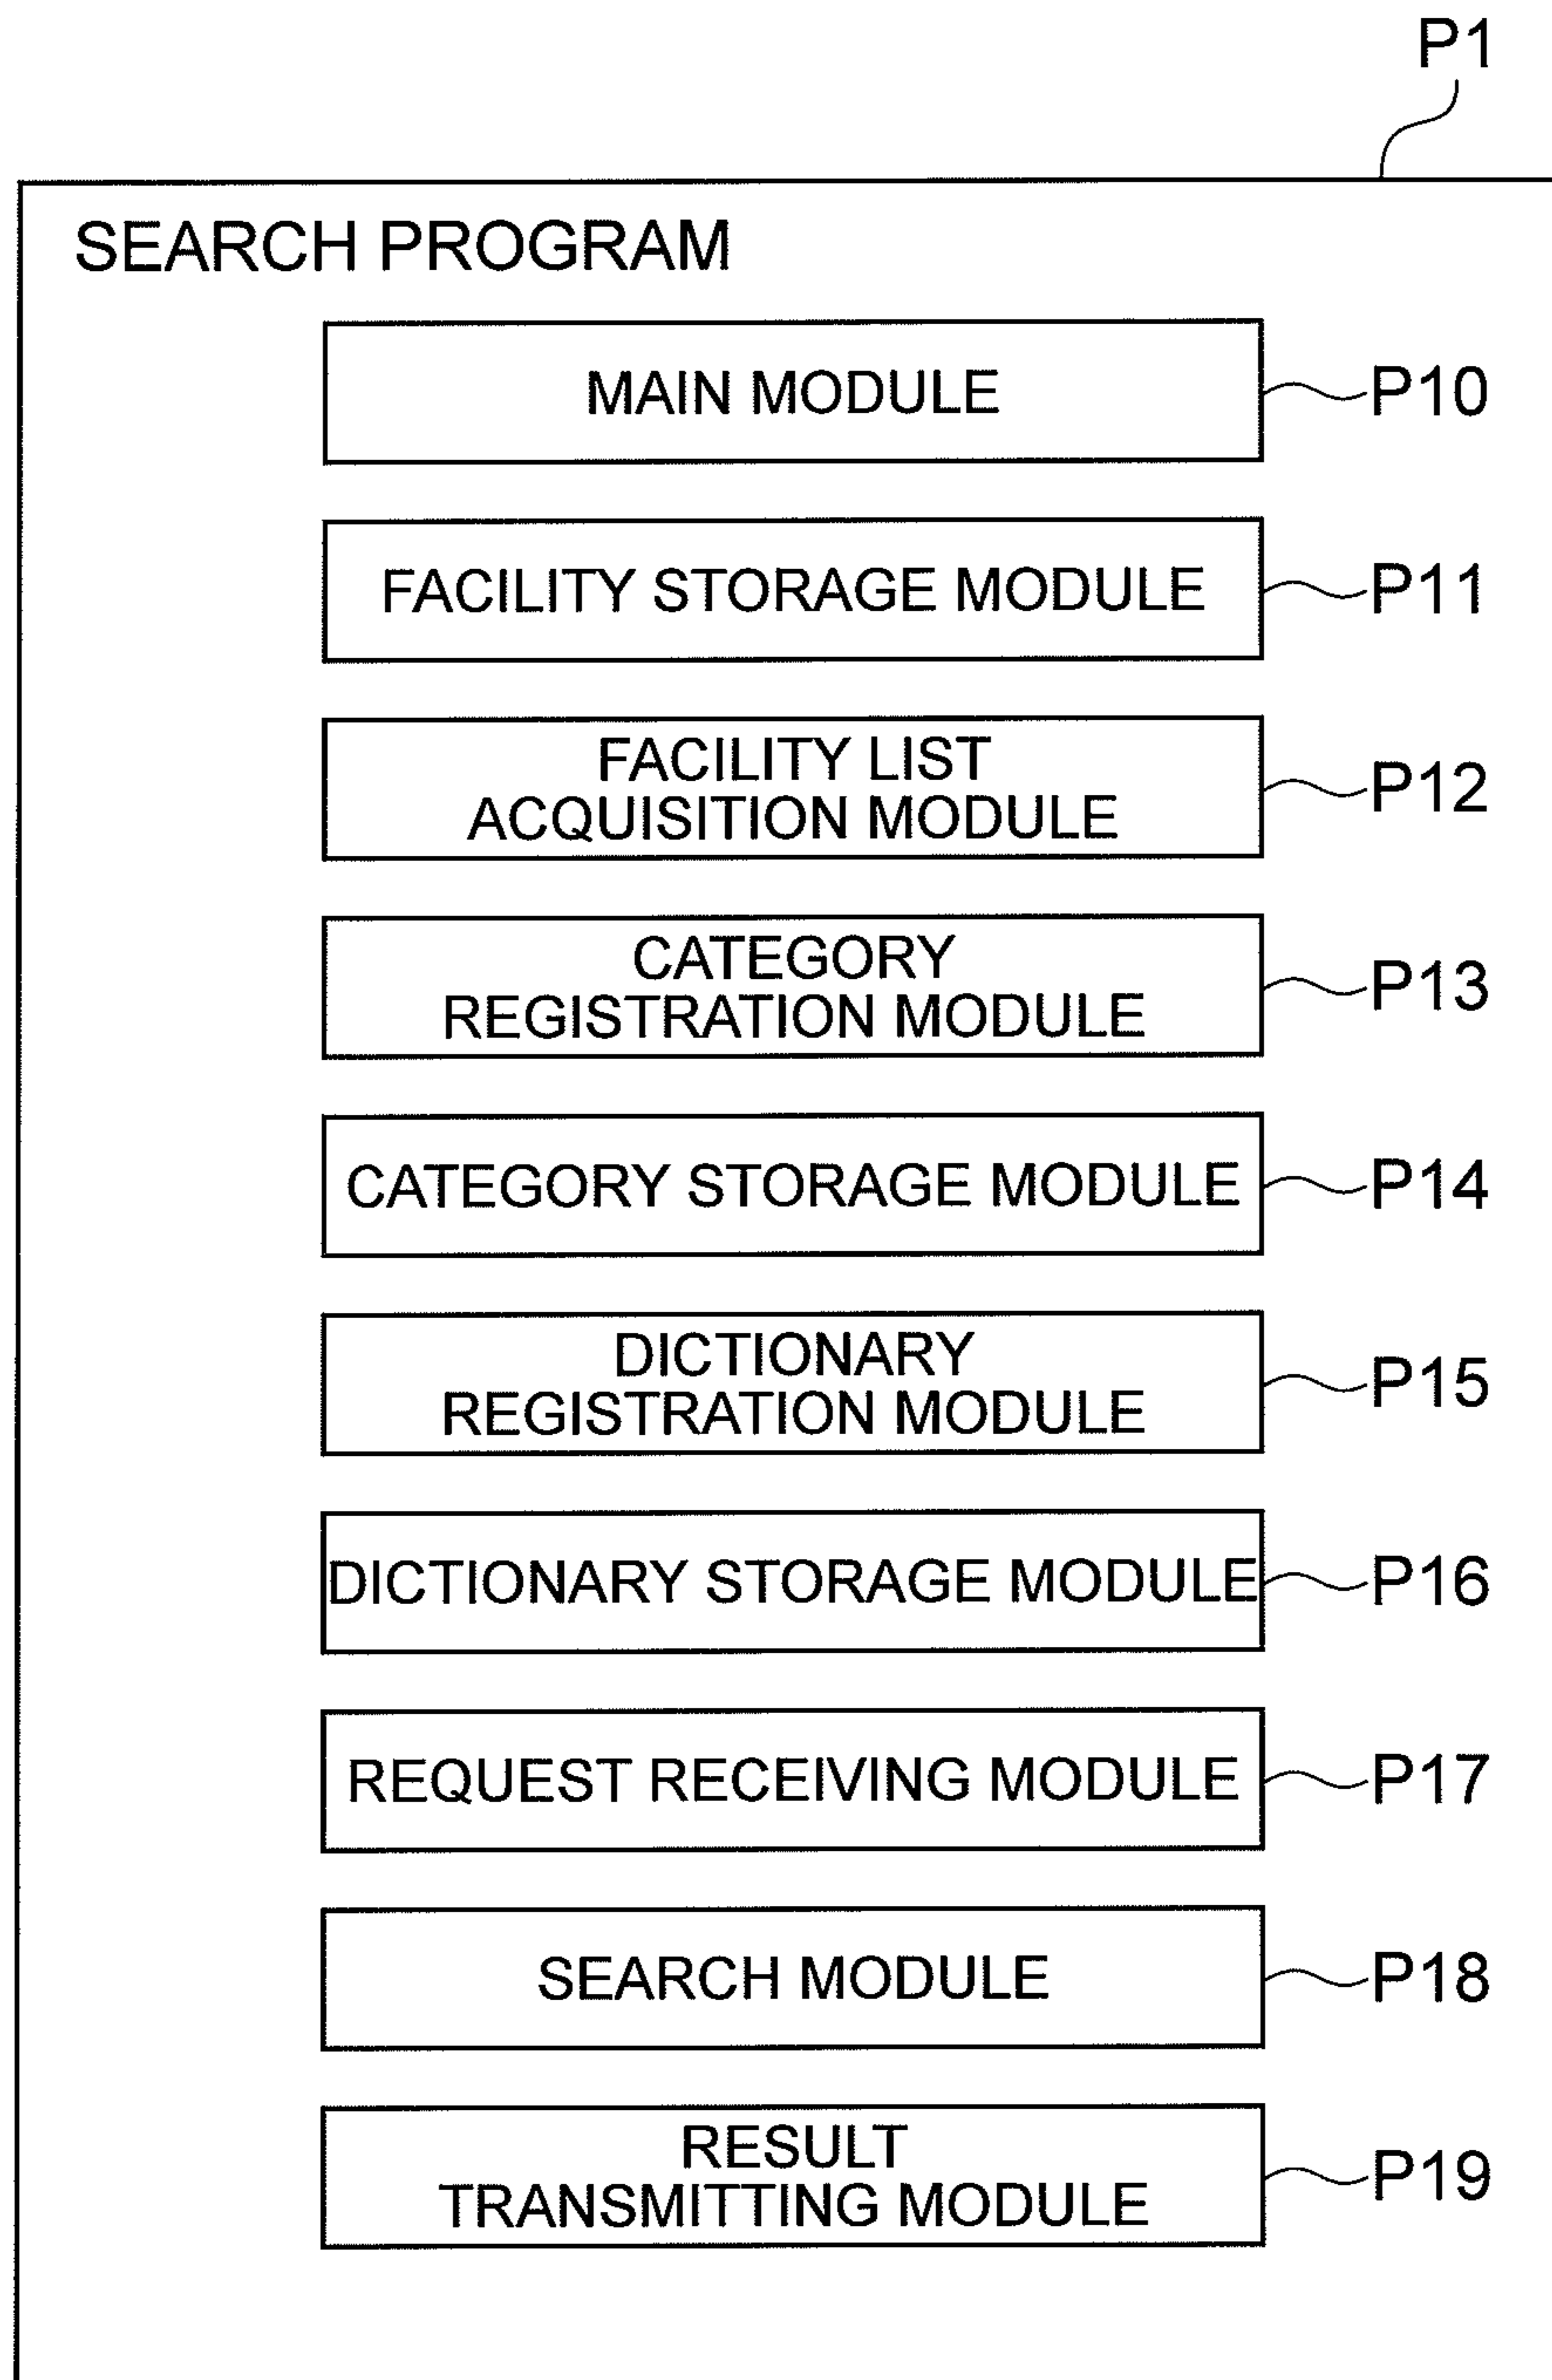 P1
SEARCH PROGRAM
MAIN MODULE
P10
FACILITY STORAGE MODULE
P11
FACILITY LIST
ACQUISITION MODULE
P12
CATEGORY
REGISTRATION MODULE
P13
CATEGORY STORAGE MODULE
P14
DICTIONARY
REGISTRATION MODULE
P15
DICTIONARY STORAGE MODULE
P16
REQUEST RECEIVING MODULE
P17
SEARCH MODULE
P18
RESULT
TRANSMITTING MODULE
P19